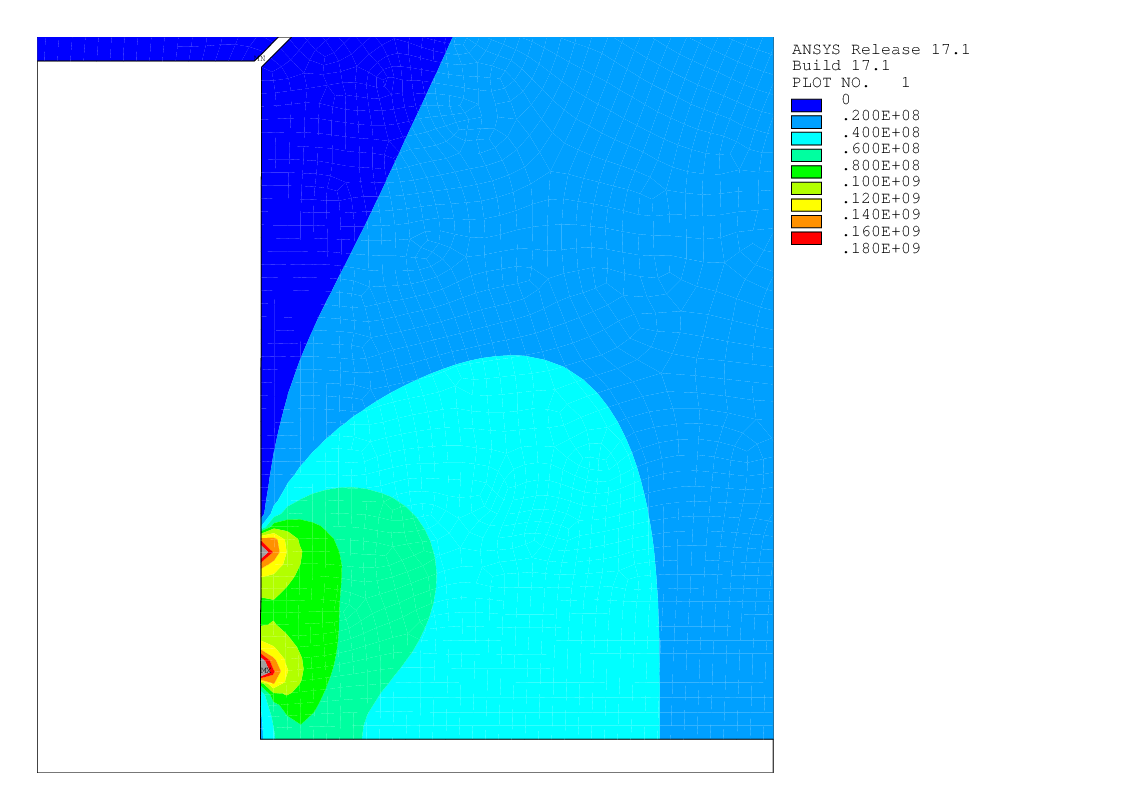 ANSYS Release 17.1
Build 17.1
PLOT NO. 1
0
.200E+08
.400E+08
.600E+08
.800E+08
.100E+09
.120E+09
.140E+09
.160E+09
.180E+09